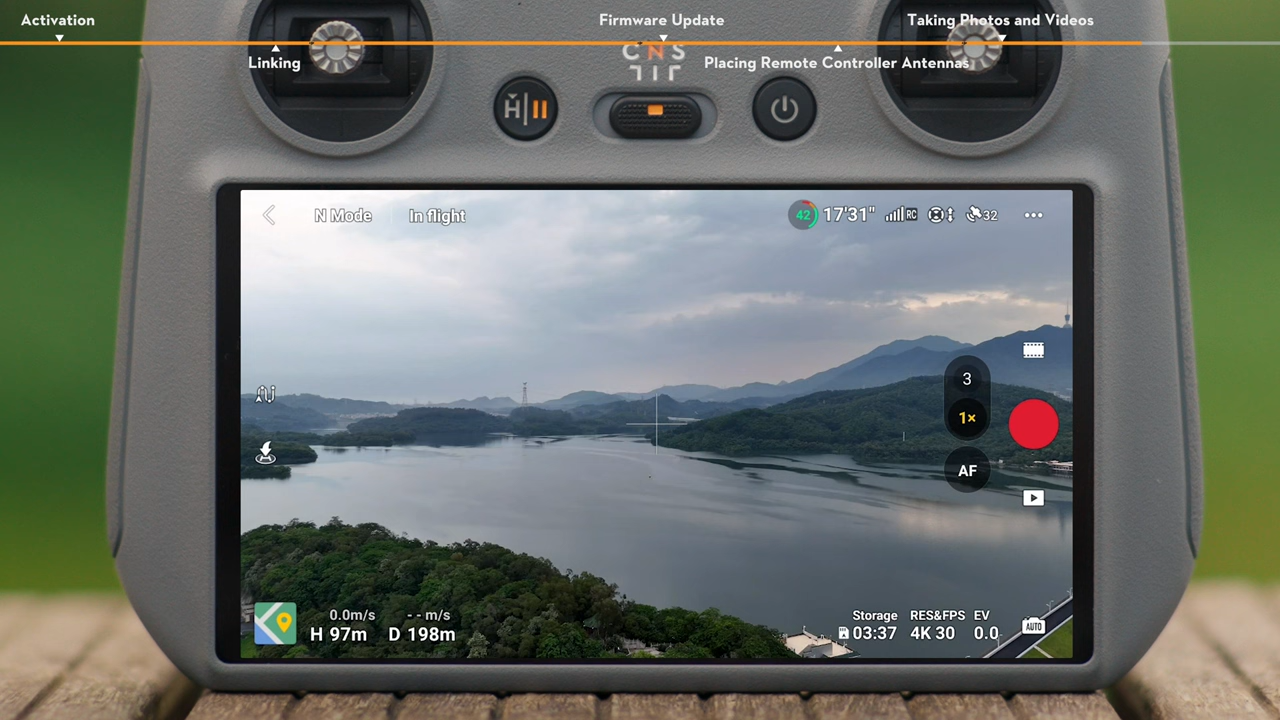 Activation
Firmware Update
Taking Photos and Videos
Linking
Placing Remote Controller Antennas
C N S
H
N Mode
In flight
42
17'31"
RC
32
3
1×
AF
0.0m/s
- - m/s
H 97m
D 198m
Storage
RES&FPS
EV
03:37
4K 30
0.0
AUTO